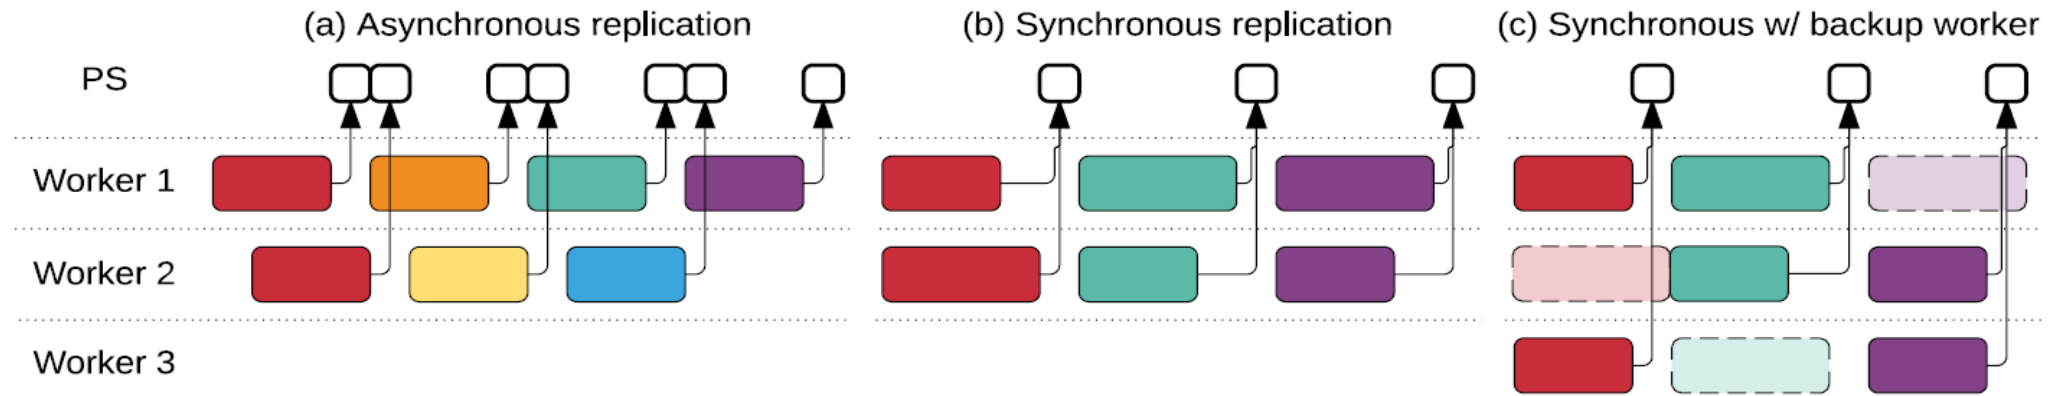 (a) Asynchronous replication
(b) Synchronous replication
(c) Synchronous w/ backup worker
PS
Worker 1
Worker 2
Worker 3